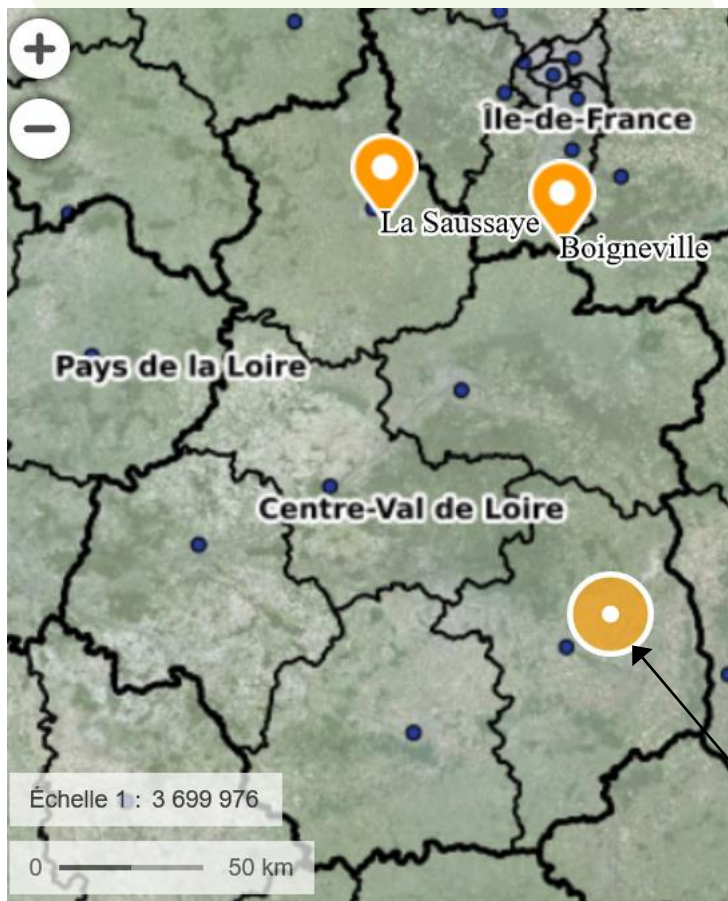 +
Île-de-France
−
La Saussaye
Boigneville
Pays de la Loire
Centre-Val de Loire
Échelle 1 : 3 699 976
0 50 km